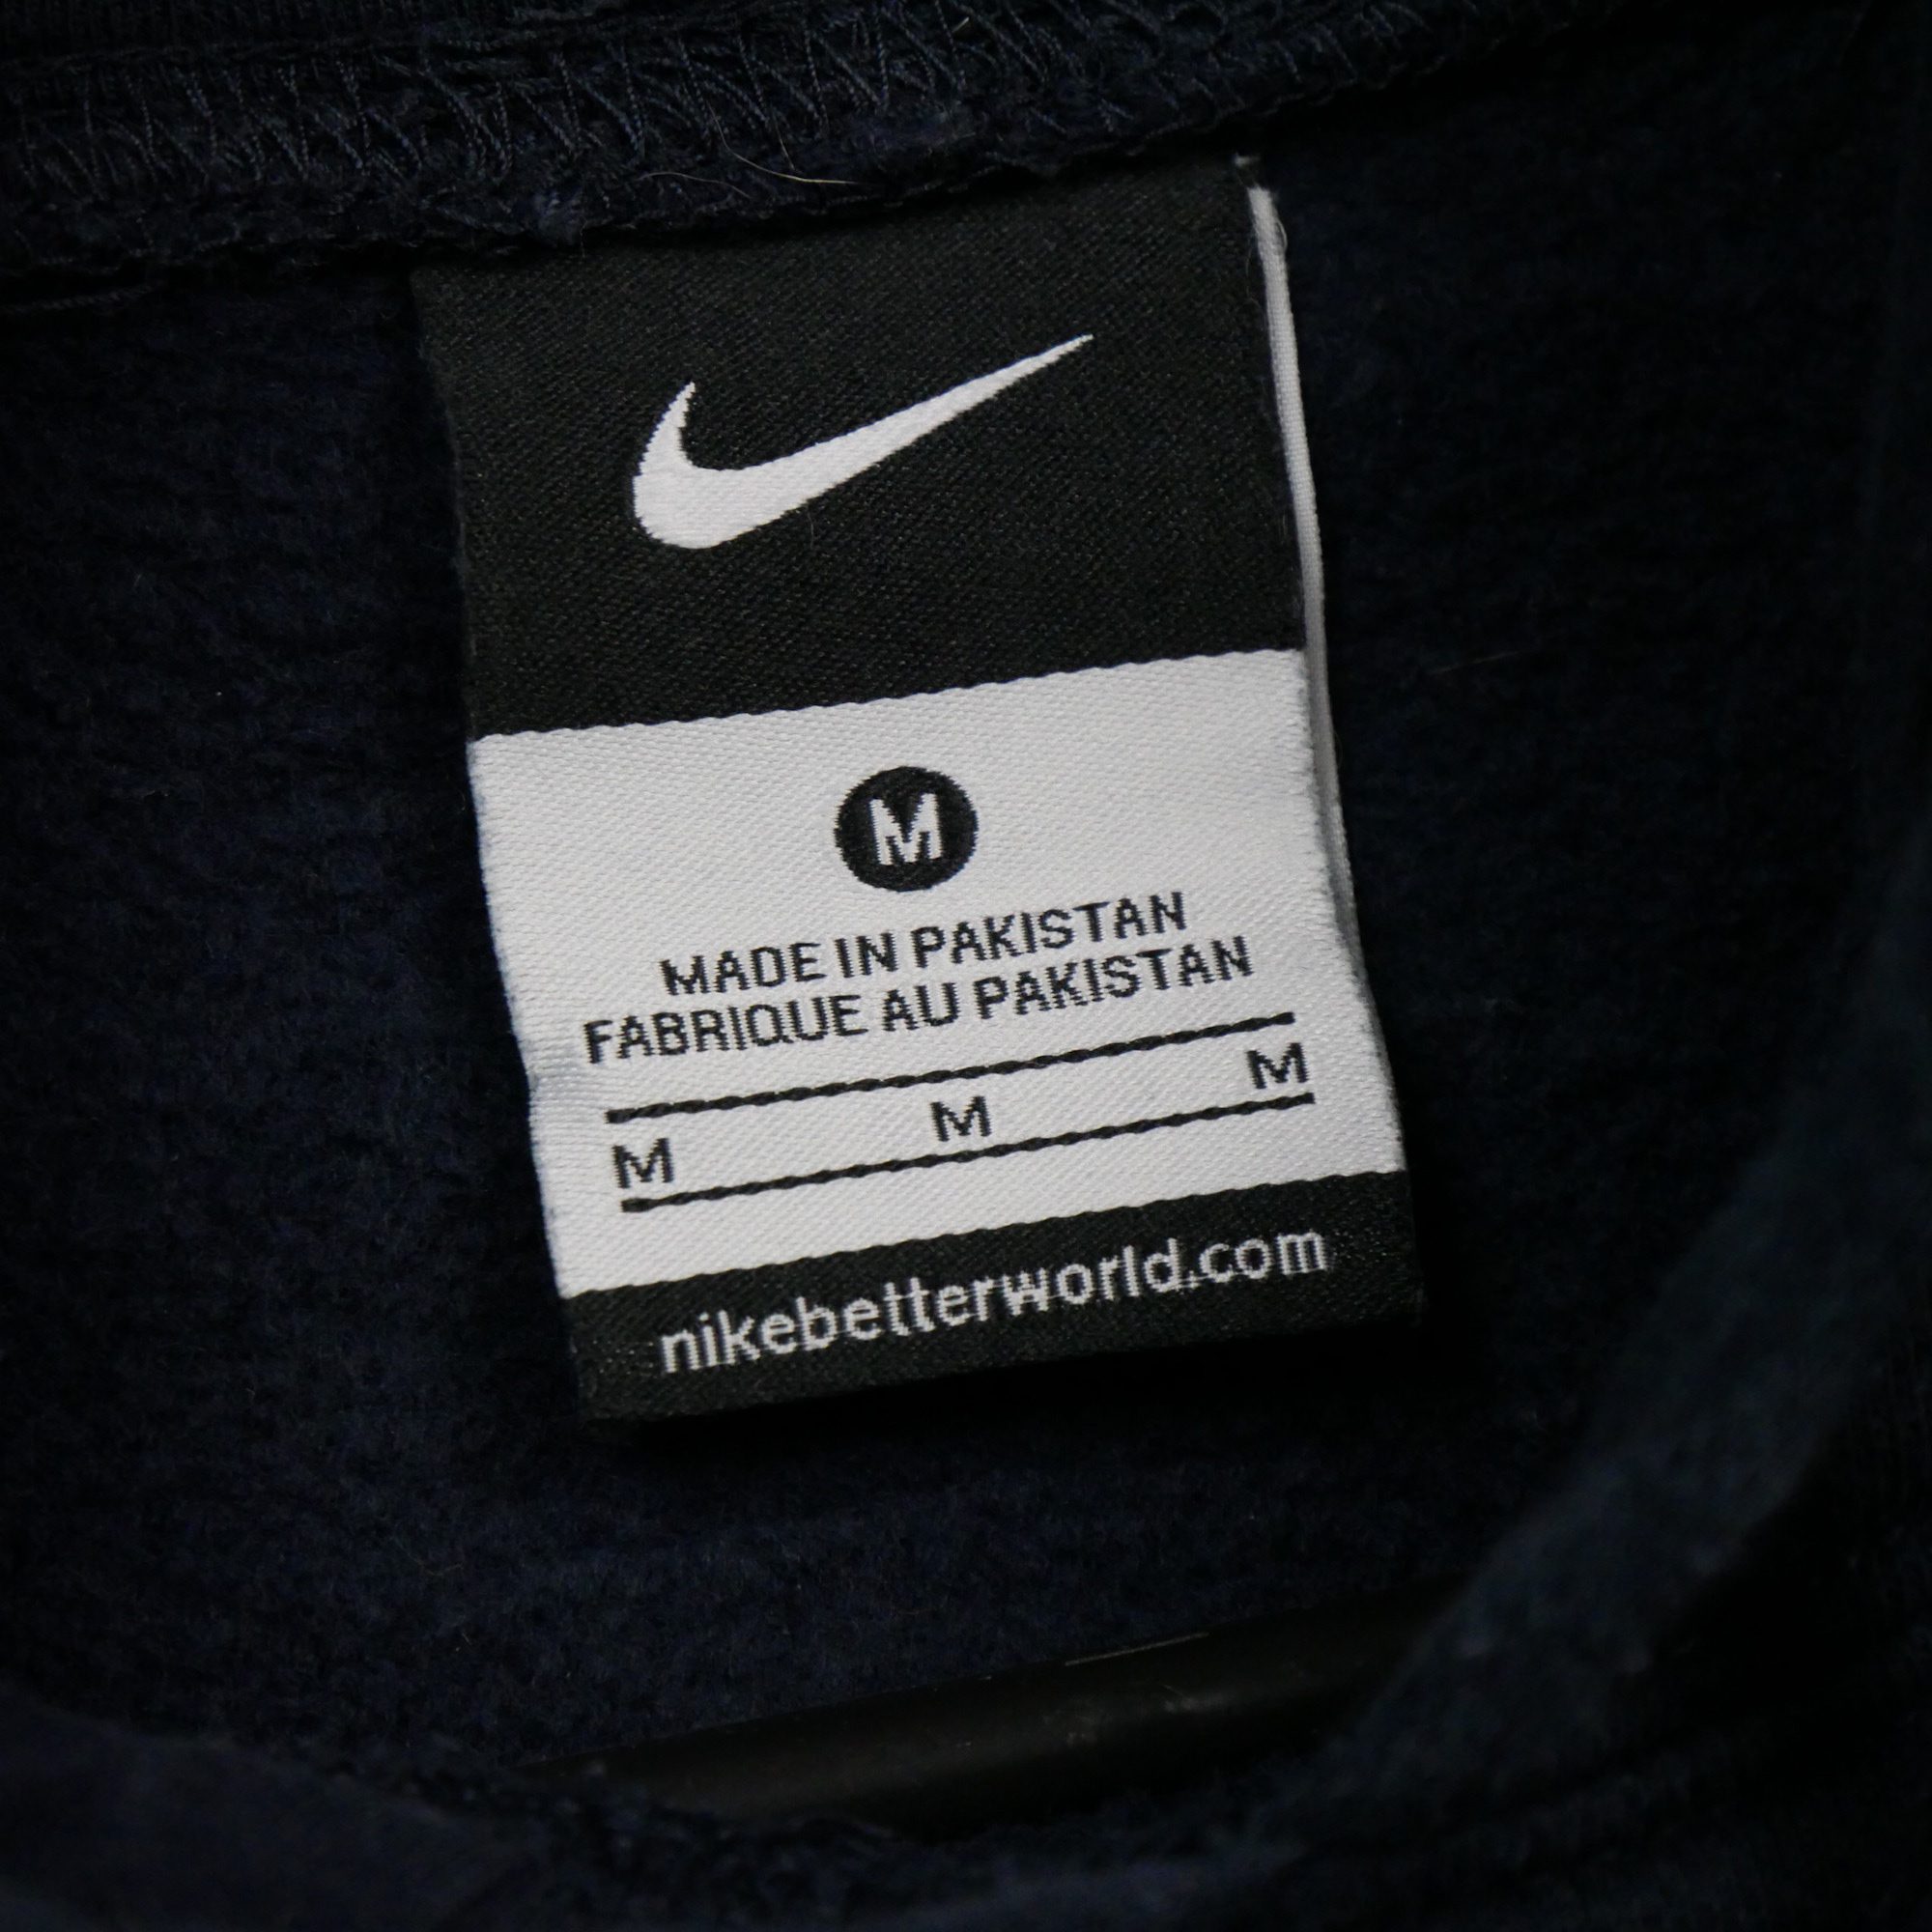 M
MADE IN PAKISTAN
FABRIQUE AU PAKISTAN
M M M
nikebetterworld.com